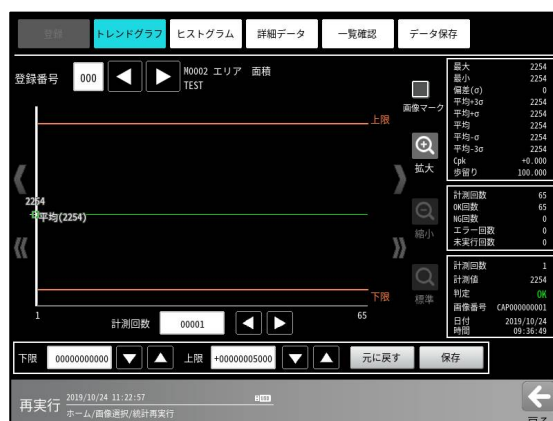 登録
トレンドグラフ
ヒストグラム
詳細データ
一覧確認
データ保存
登録番号
000
M0002 エリア 面積
TEST
画像マーク
拡大
縮小
標準
上限
2254
平均(2254)
下限
1
65
計測回数
00001
最大 2254
最小 2254
偏差(σ) 0
平均+3σ 2254
平均+σ 2254
平均 2254
平均-σ 2254
平均-3σ 2254
Cpk +0.000
歩留り 100.000
計測回数 65
OK回数 65
NG回数 0
エラー回数 0
未実行回数 0
計測回数 1
計測値 2254
判定 OK
画像番号 CAP00000001
日付 2019/10/24
時間 09:36:49
下限
00000000000
上限
+00000005000
元に戻す
保存
再実行
2019/10/24 11:22:57
ホーム/画像選択/統計再実行